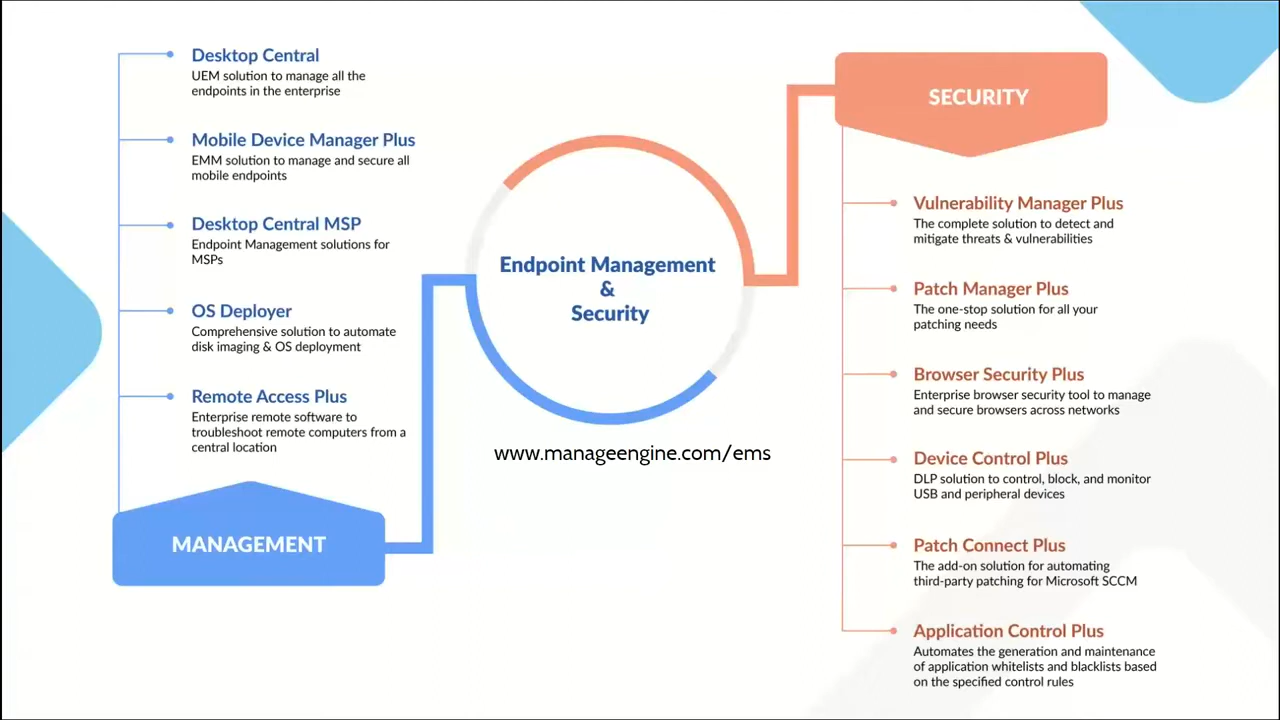 Desktop Central
UEM solution to manage all the
endpoints in the enterprise
Mobile Device Manager Plus
EMM solution to manage and secure all
mobile endpoints
Desktop Central MSP
Endpoint Management solutions for
MSPs
OS Deployer
Comprehensive solution to automate
disk imaging & OS deployment
Remote Access Plus
Enterprise remote software to
troubleshoot remote computers from a
central location
MANAGEMENT
Endpoint Management
&
Security
www.manageengine.com/ems
SECURITY
Vulnerability Manager Plus
The complete solution to detect and
mitigate threats & vulnerabilities
Patch Manager Plus
The one-stop solution for all your
patching needs
Browser Security Plus
Enterprise browser security tool to manage
and secure browsers across networks
Device Control Plus
DLP solution to control, block, and monitor
USB and peripheral devices
Patch Connect Plus
The add-on solution for automating
third-party patching for Microsoft SCCM
Application Control Plus
Automates the generation and maintenance
of application whitelists and blacklists based
on the specified control rules